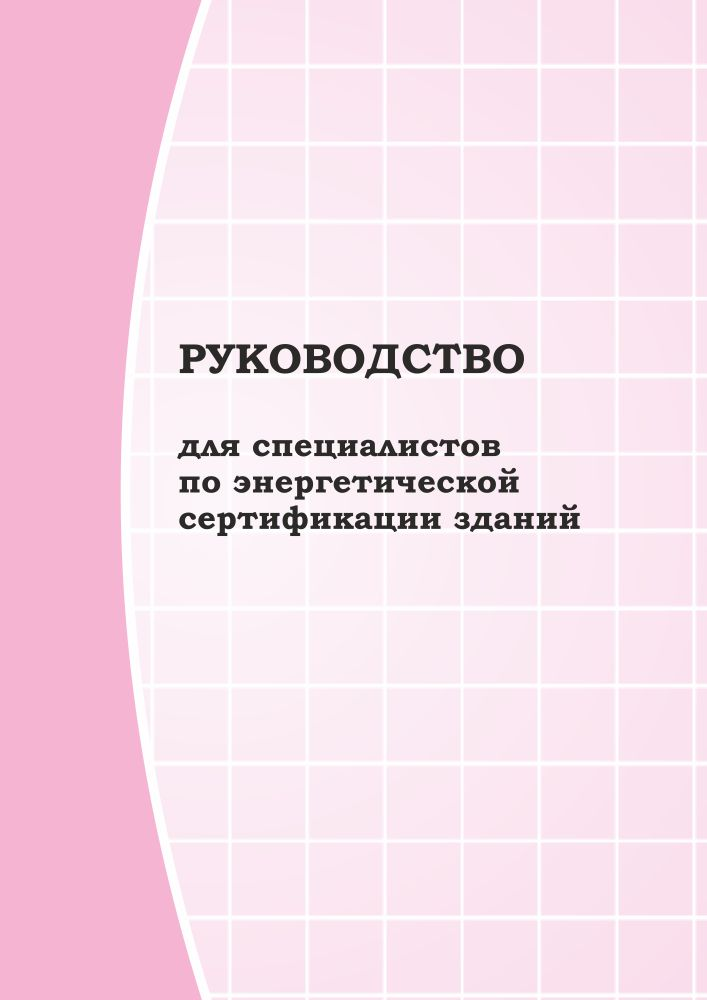 РУКОВОДСТВО
для специалистов
по энергетической
сертификации зданий